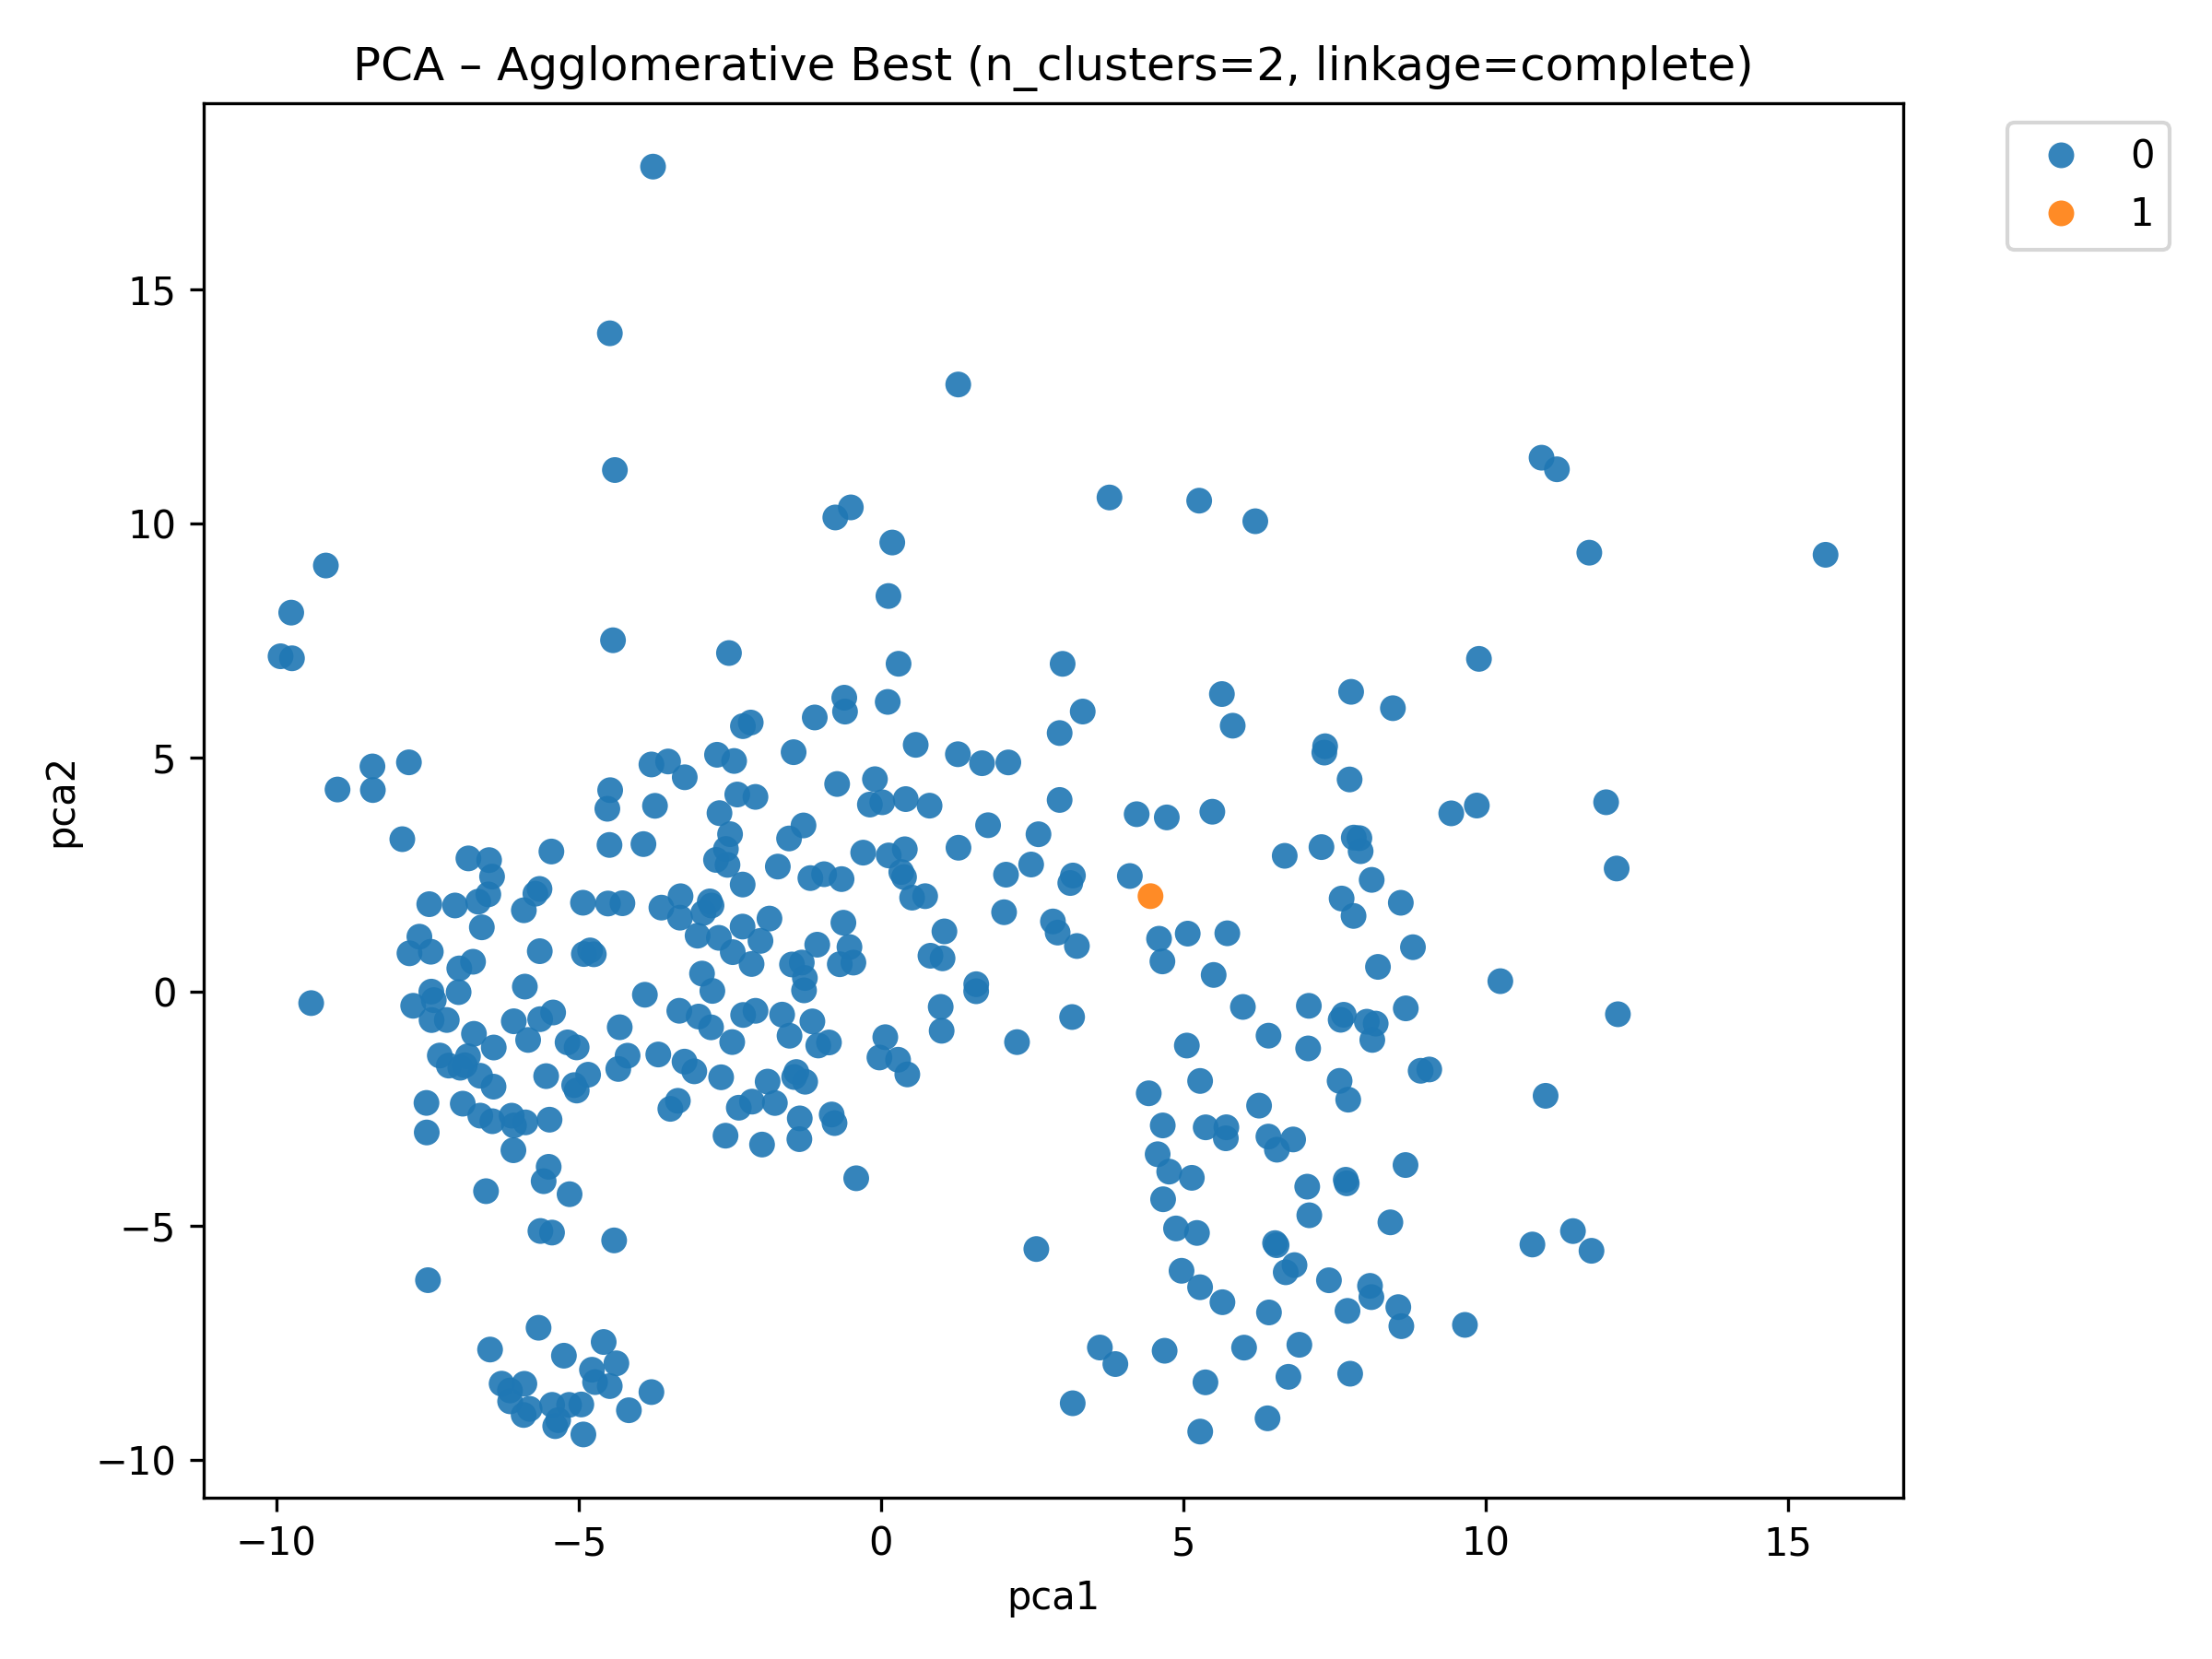 PCA – Agglomerative Best (n_clusters=2, linkage=complete)
0
1
15
10
5
0
−5
−10
pca2
−10 −5 0 5 10 15
pca1